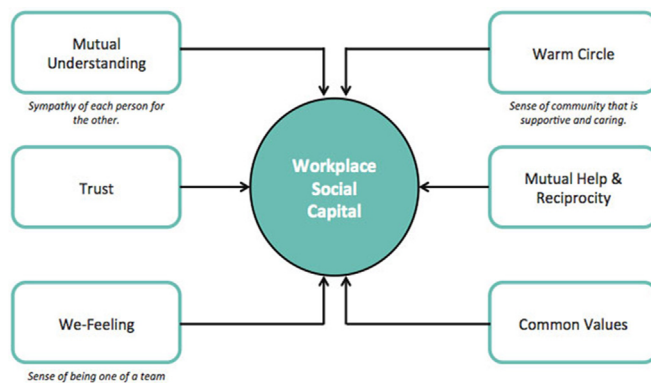 Mutual
Understanding
Sympathy of each person for
the other.
Trust
We-Feeling
Sense of being one of a team
Workplace
Social
Capital
Warm Circle
Sense of community that is
supportive and caring.
Mutual Help &
Reciprocity
Common Values